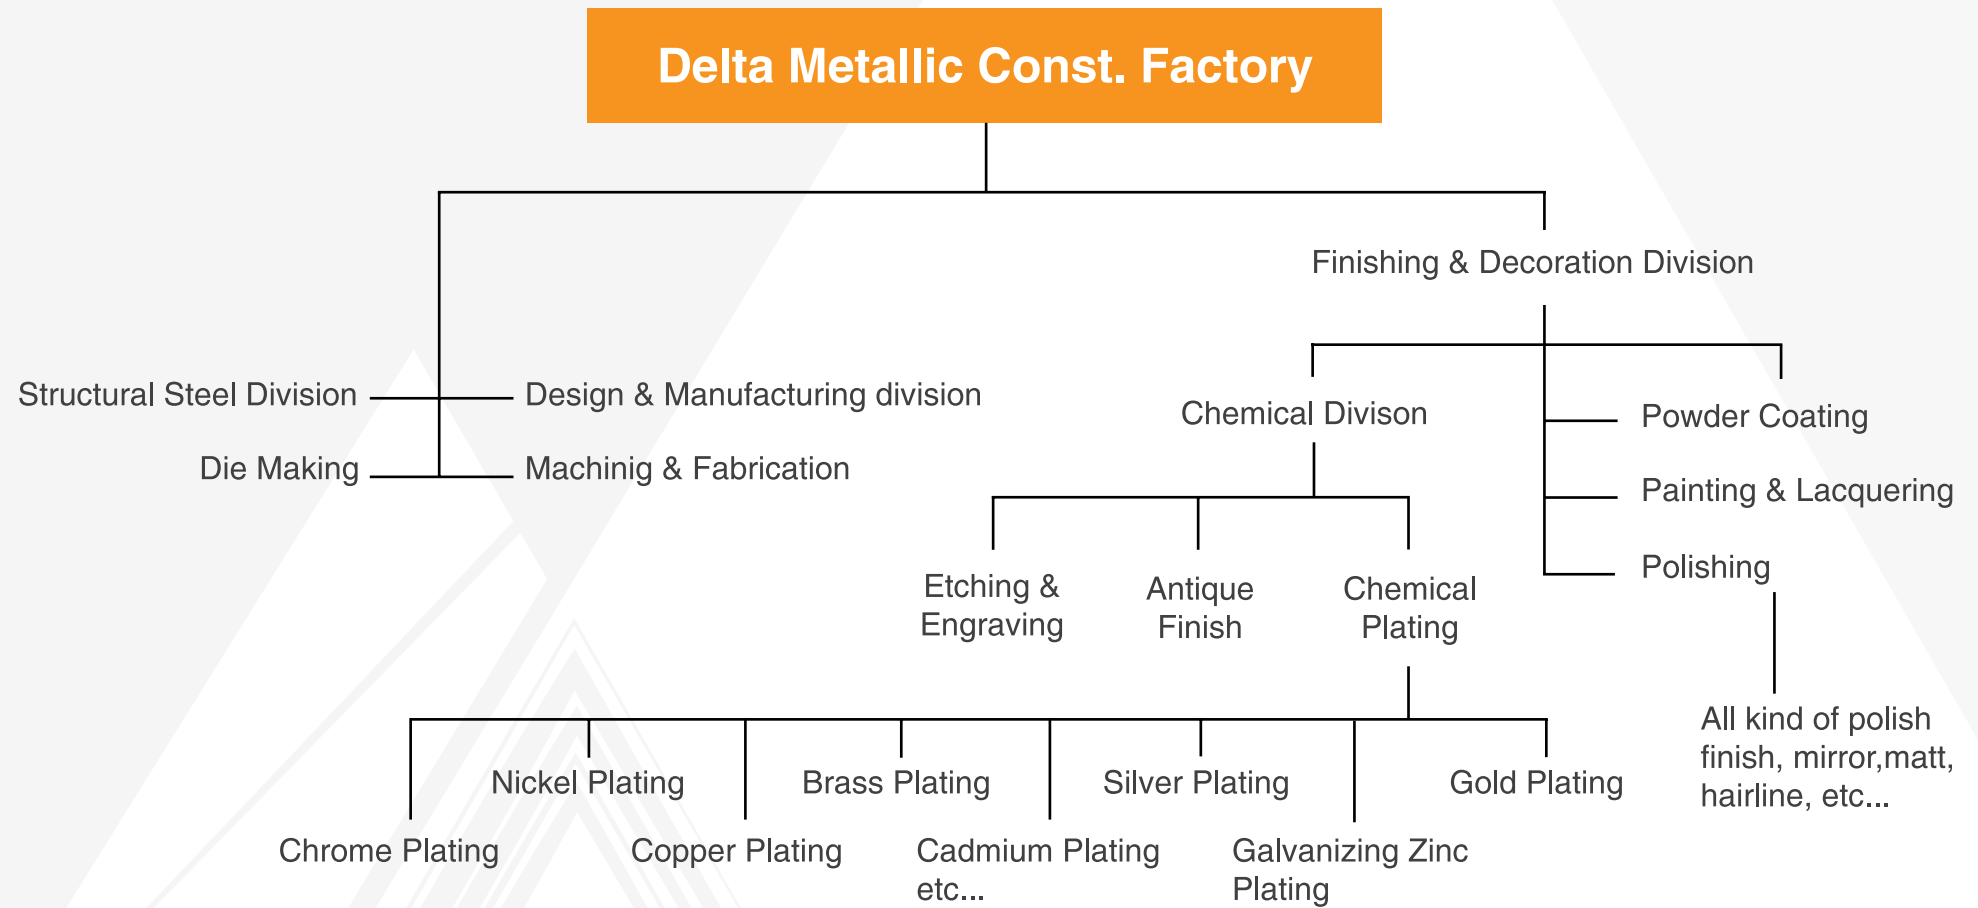 Delta Metallic Const. Factory
Finishing & Decoration Division
Structural Steel Division
Design & Manufacturing division
Die Making
Machinig & Fabrication
Chemical Divison
Powder Coating
Painting & Lacquering
Polishing
Etching &
Engraving
Antique
Finish
Chemical
Plating
All kind of polish
finish, mirror,matt,
hairline, etc...
Nickel Plating
Brass Plating
Silver Plating
Gold Plating
Chrome Plating
Copper Plating
Cadmium Plating
etc...
Galvanizing Zinc
Plating